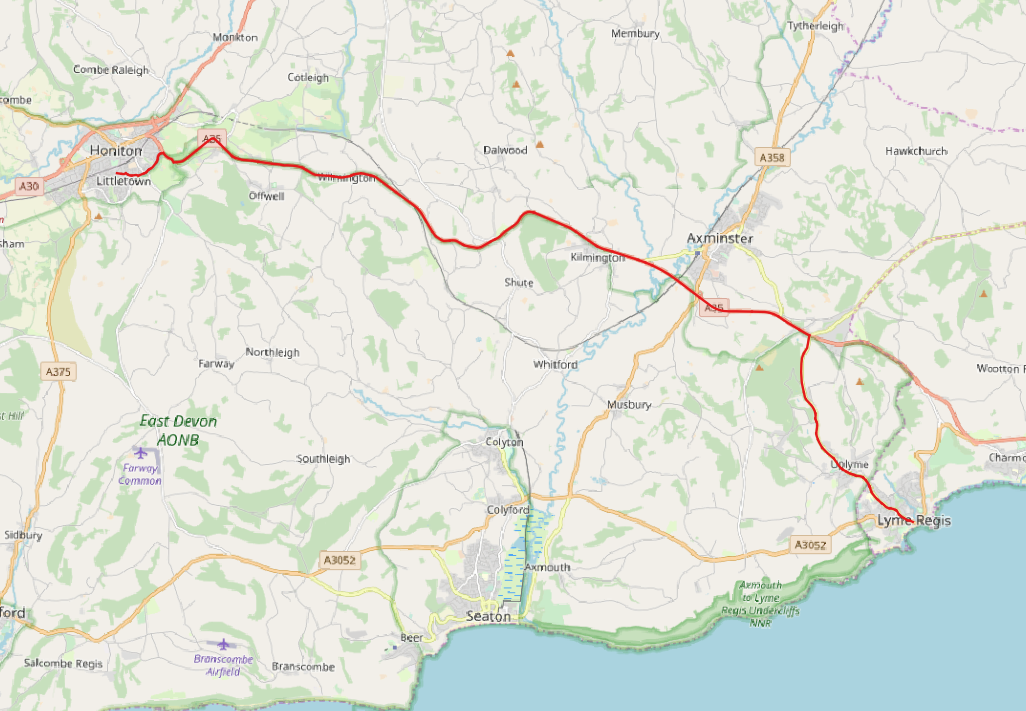 Monkton
Membury
Tytherleigh
Combe Raleigh
Cotleigh
combe
A35
Honiton
Dalwood
A358
Hawkchurch
Littletown
Wilmington
A30
Offwell
sham
Axminster
Kilmington
Shute
A35
Northleigh
Farway
Whitford
A375
Wootton F
Musbury
st Hill
East Devon
AONB
Farway
Common
Southleigh
Colyton
Uplyme
Charmo
Colyford
Lyme Regis
Sidbury
A3052
A3052
Axmouth
Axmouth
to Lyme
Regis Undercliffs
NNR
ford
Seaton
Beer
Salcombe Regis
Branscombe
Airfield
Branscombe